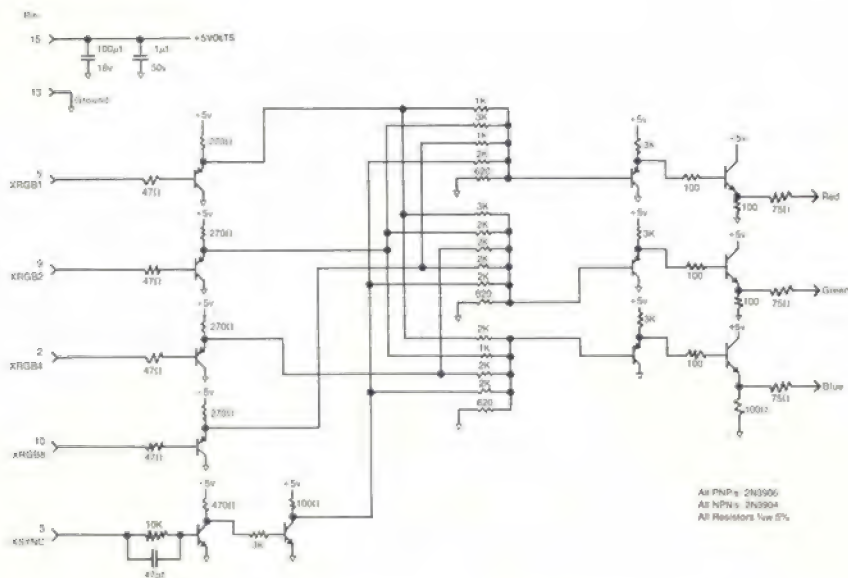 Pin
15
100µf
16v
1µf
50v
+5VOLTS
13
Ground
+5v
270Ω
5
XRGB1
47Ω
+5v
270Ω
9
XRGB2
47Ω
+5v
270Ω
2
XRGB4
47Ω
+5v
270Ω
10
XRGB8
47Ω
+5v
470Ω
+5v
100Ω
3
XSYNC
10K
47pf
3K
1K
3K
1K
2K
620
3K
2K
2K
2K
2K
620
2K
1K
2K
2K
620
+5v
3K
100
+5v
100
75Ω
Red
+5v
3K
100
+5v
100
75Ω
Green
+5v
3K
100
+5v
100Ω
75Ω
Blue
All PNP's 2N3906
All NPN's 2N3904
All Resistors ¼w 5%